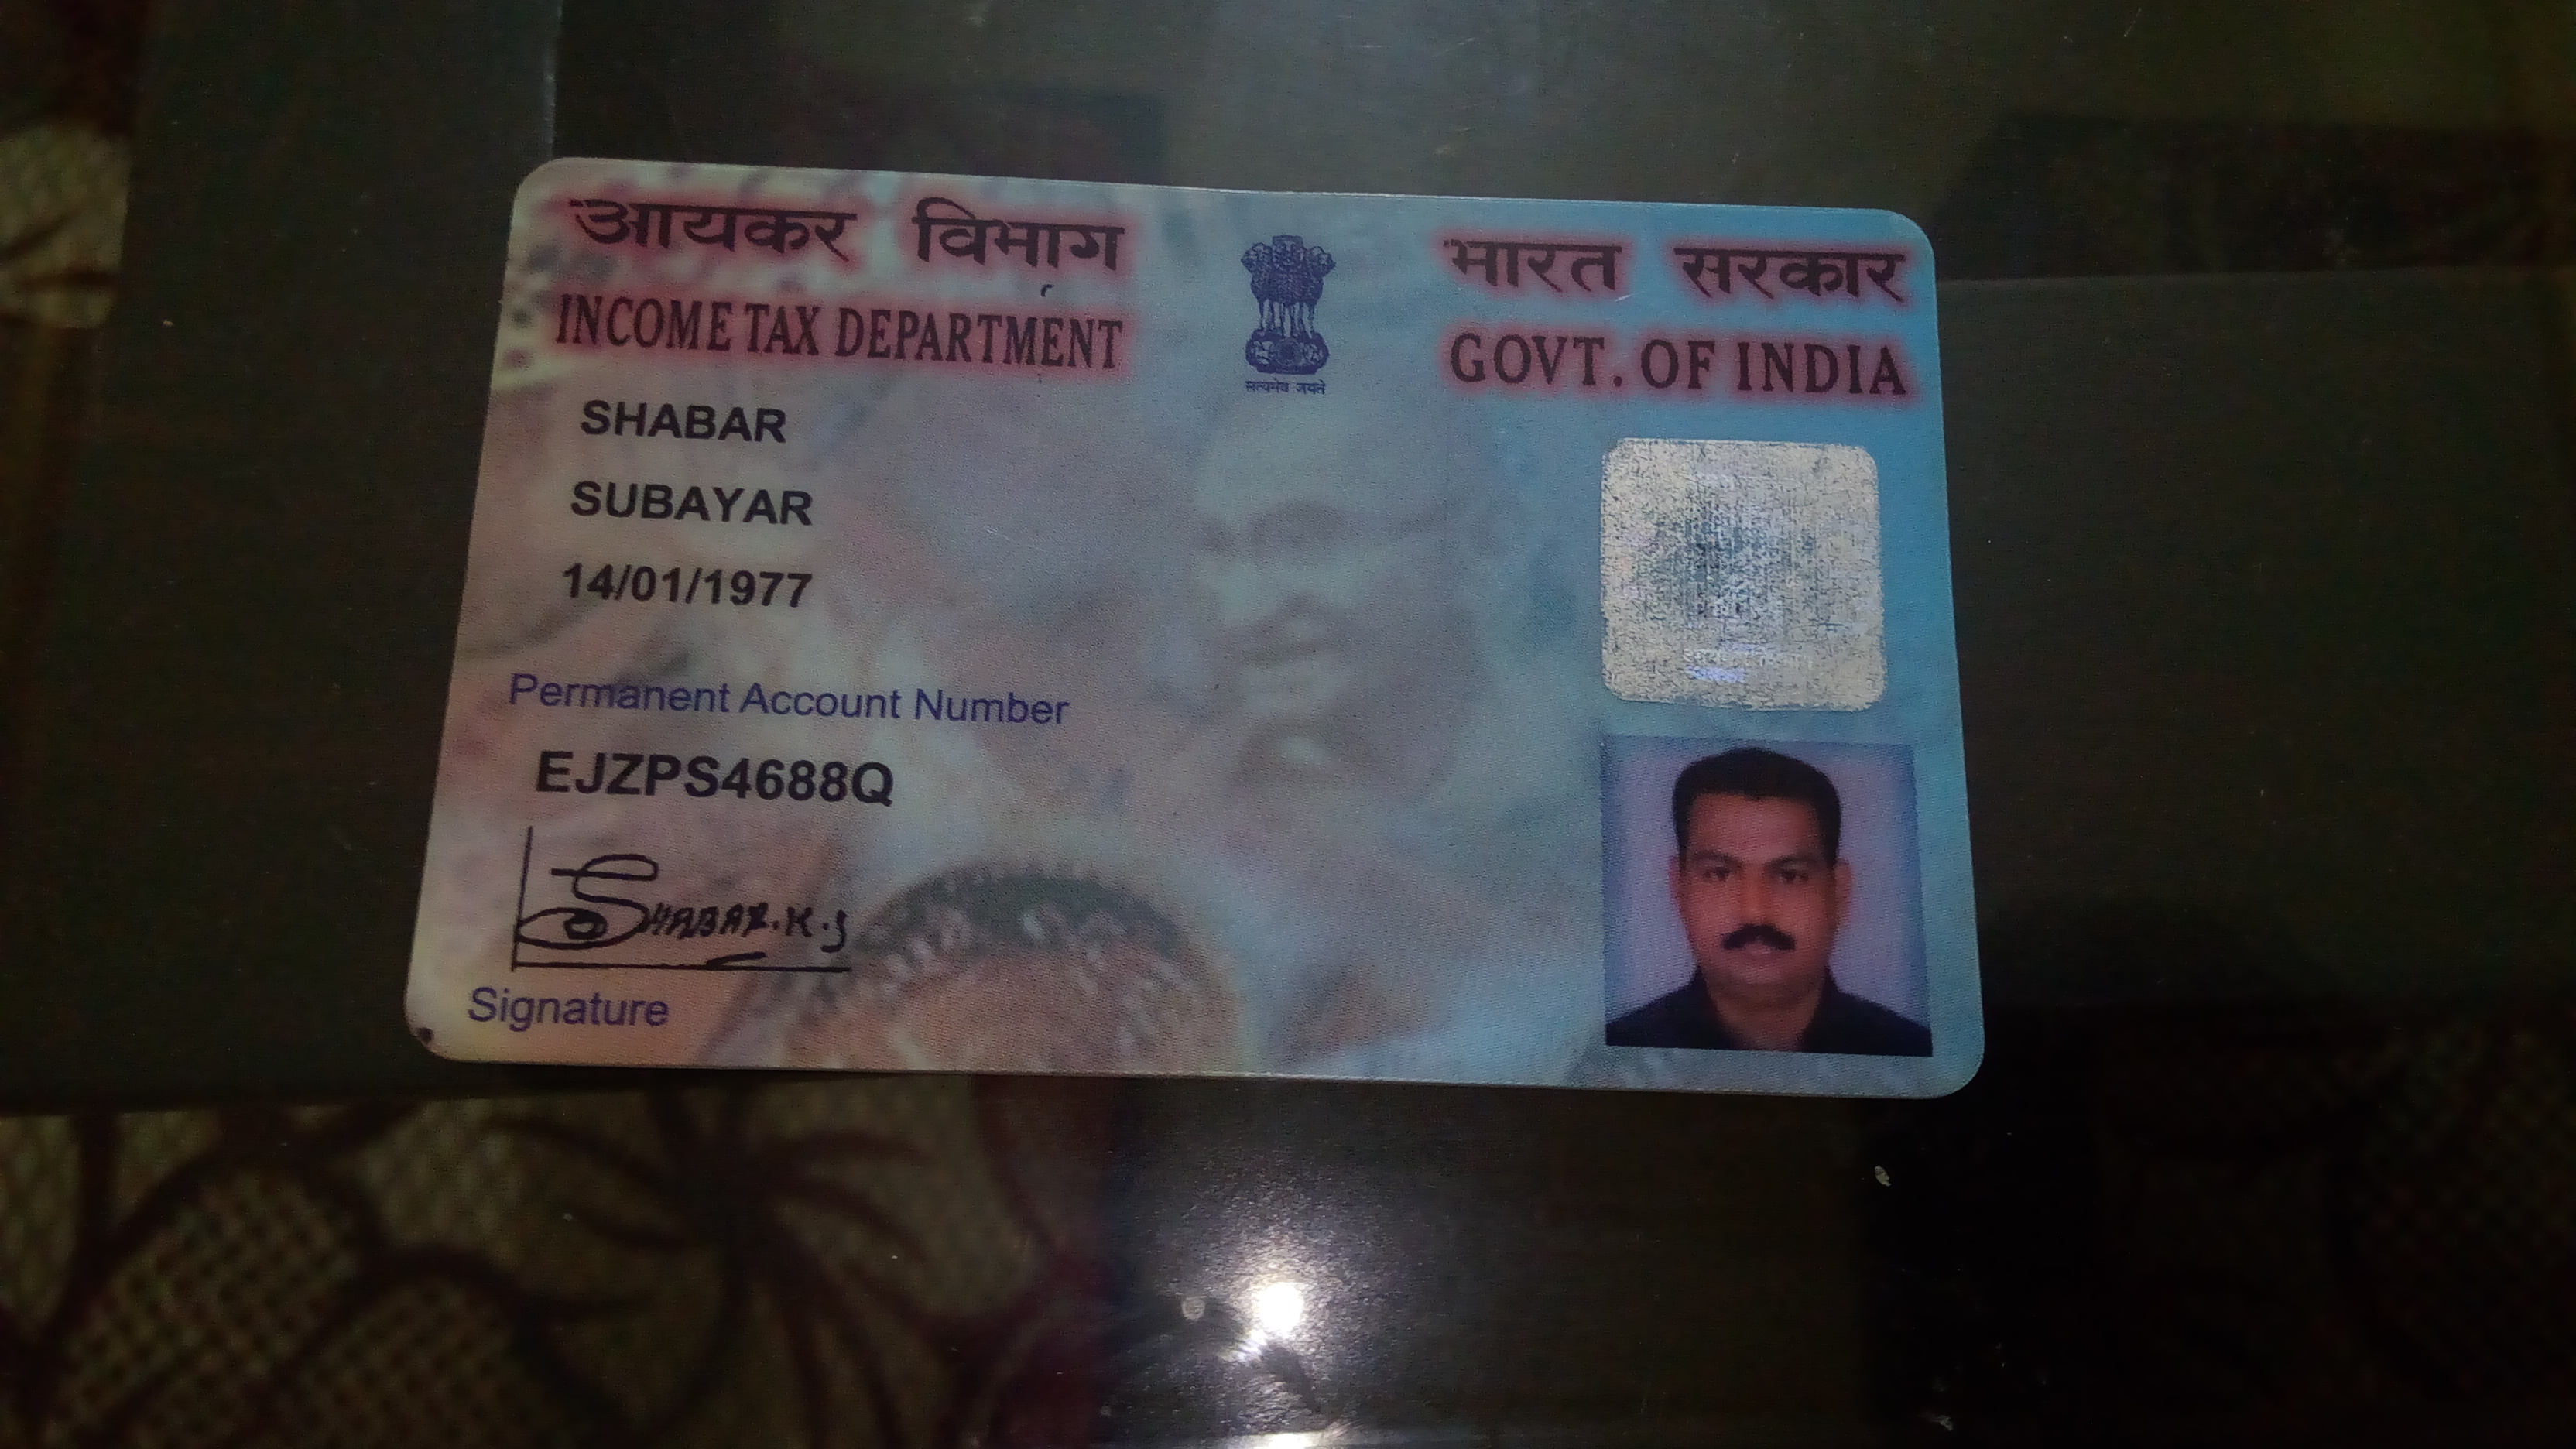 आयकर विभाग
INCOME TAX DEPARTMENT
भारत सरकार
GOVT. OF INDIA
सत्यमेव जयते
SHABAR
SUBAYAR
14/01/1977
Permanent Account Number
EJZPS4688Q
SHABAR.K.S
Signature